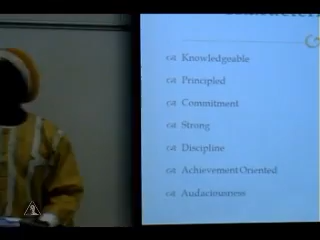 Knowledgeable
Principled
Commitment
Strong
Discipline
Achievement Oriented
Audaciousness